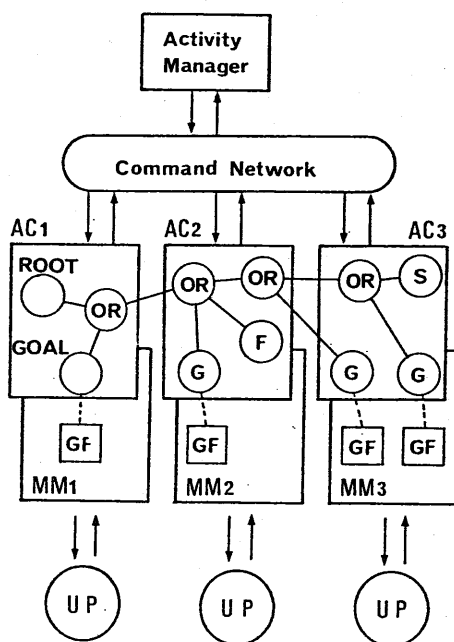 Activity
Manager
Command Network
AC1
AC2
AC3
ROOT
OR
OR
OR
OR
S
GOAL
G
F
G
G
GF
GF
GF
GF
MM1
MM2
MM3
UP
UP
UP